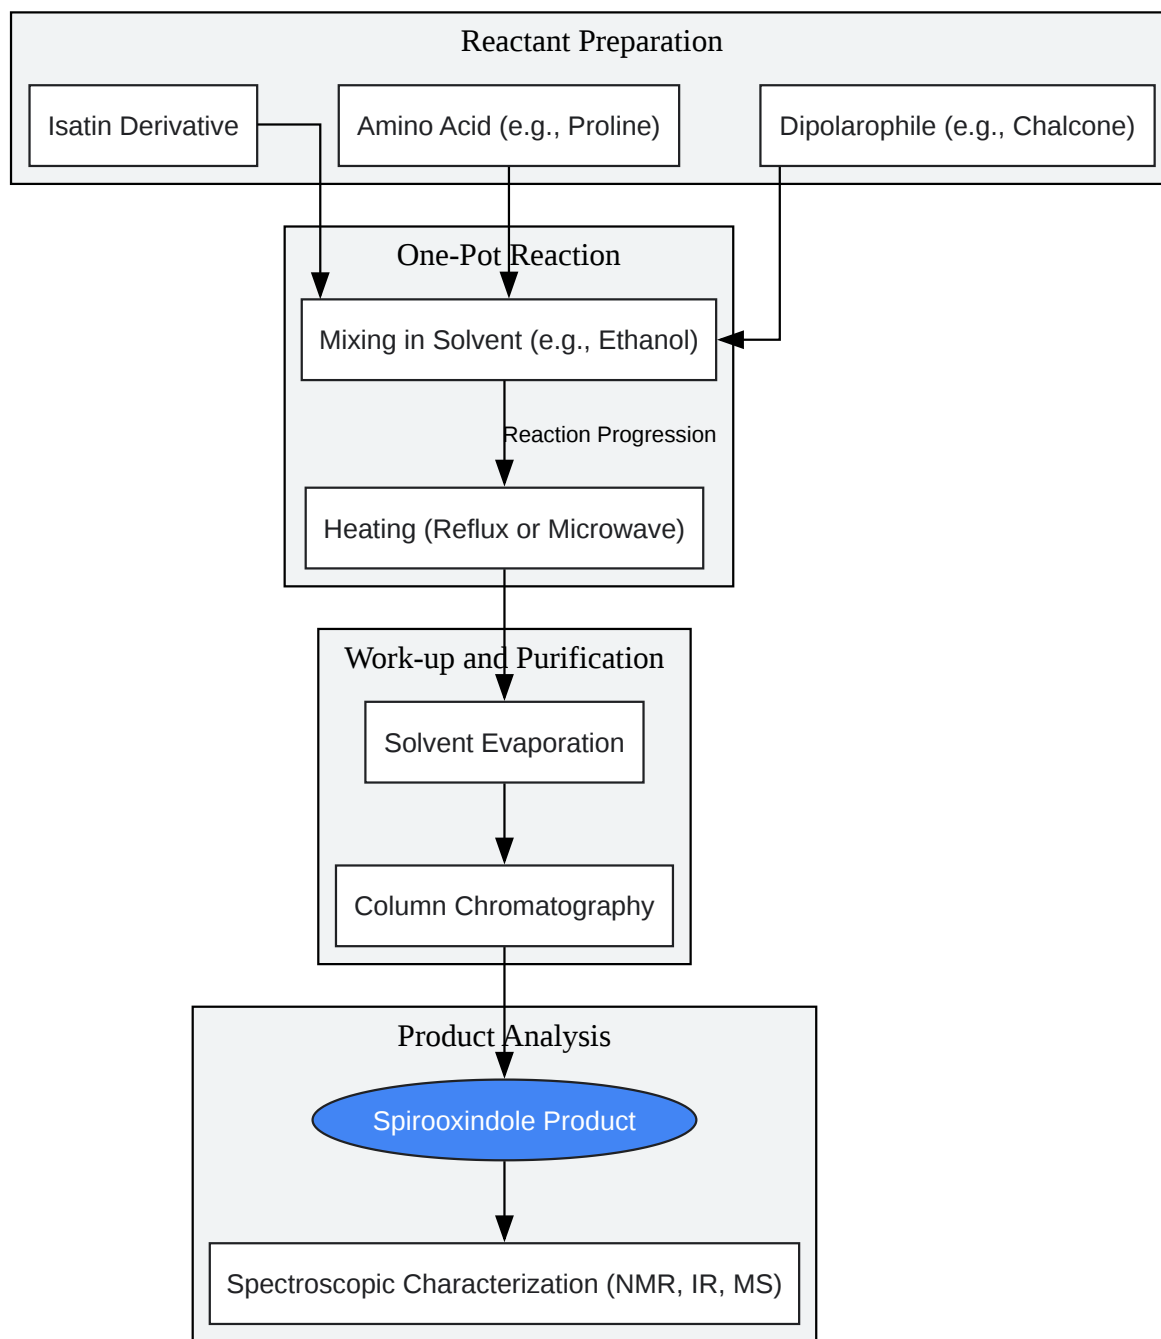 Reactant Preparation
Isatin Derivative
Amino Acid (e.g., Proline)
Dipolarophile (e.g., Chalcone)
One-Pot Reaction
Mixing in Solvent (e.g., Ethanol)
Reaction Progression
Heating (Reflux or Microwave)
Work-up and Purification
Solvent Evaporation
Column Chromatography
Product Analysis
Spirooxindole Product
Spectroscopic Characterization (NMR, IR, MS)